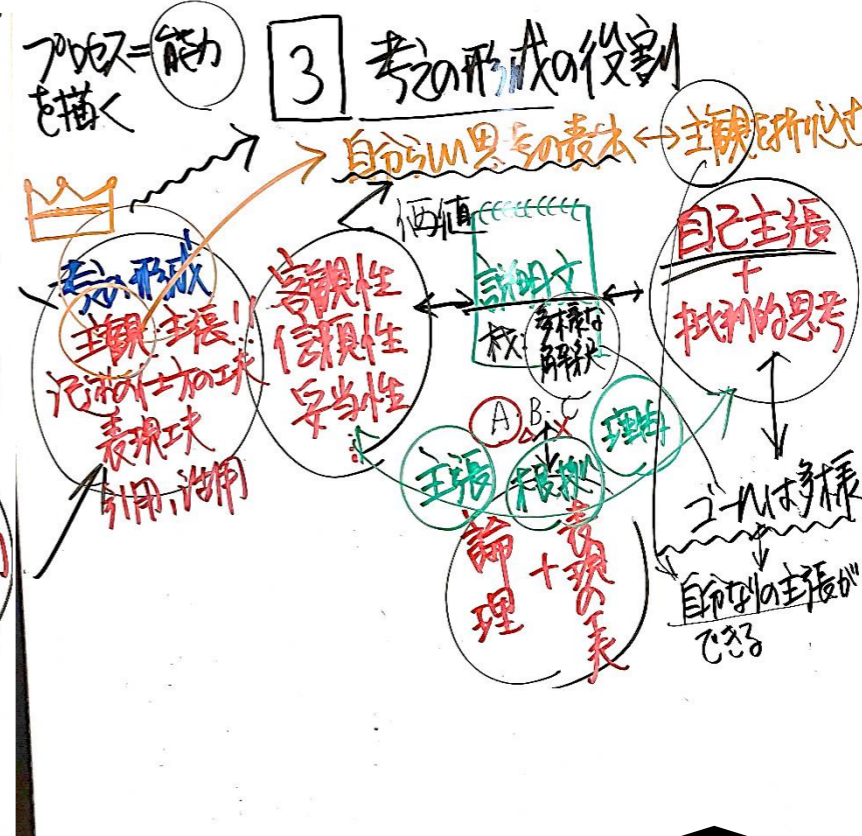 プロセス=能力
を描く
3 考えの形成の役割
自分らしい思考の表出 ↔ 主観を折り込む
考えの形成
主観・主張!!
記述の仕方の工夫
表現工夫
引用、活用
価値
客観性
信頼性
妥当性
説明文
多様な
解釈
自己主張
+
批判的思考
A・B・C
主張
根拠
理由
論理
+
表現の工夫
ゴールは多様
自分なりの主張が
できる